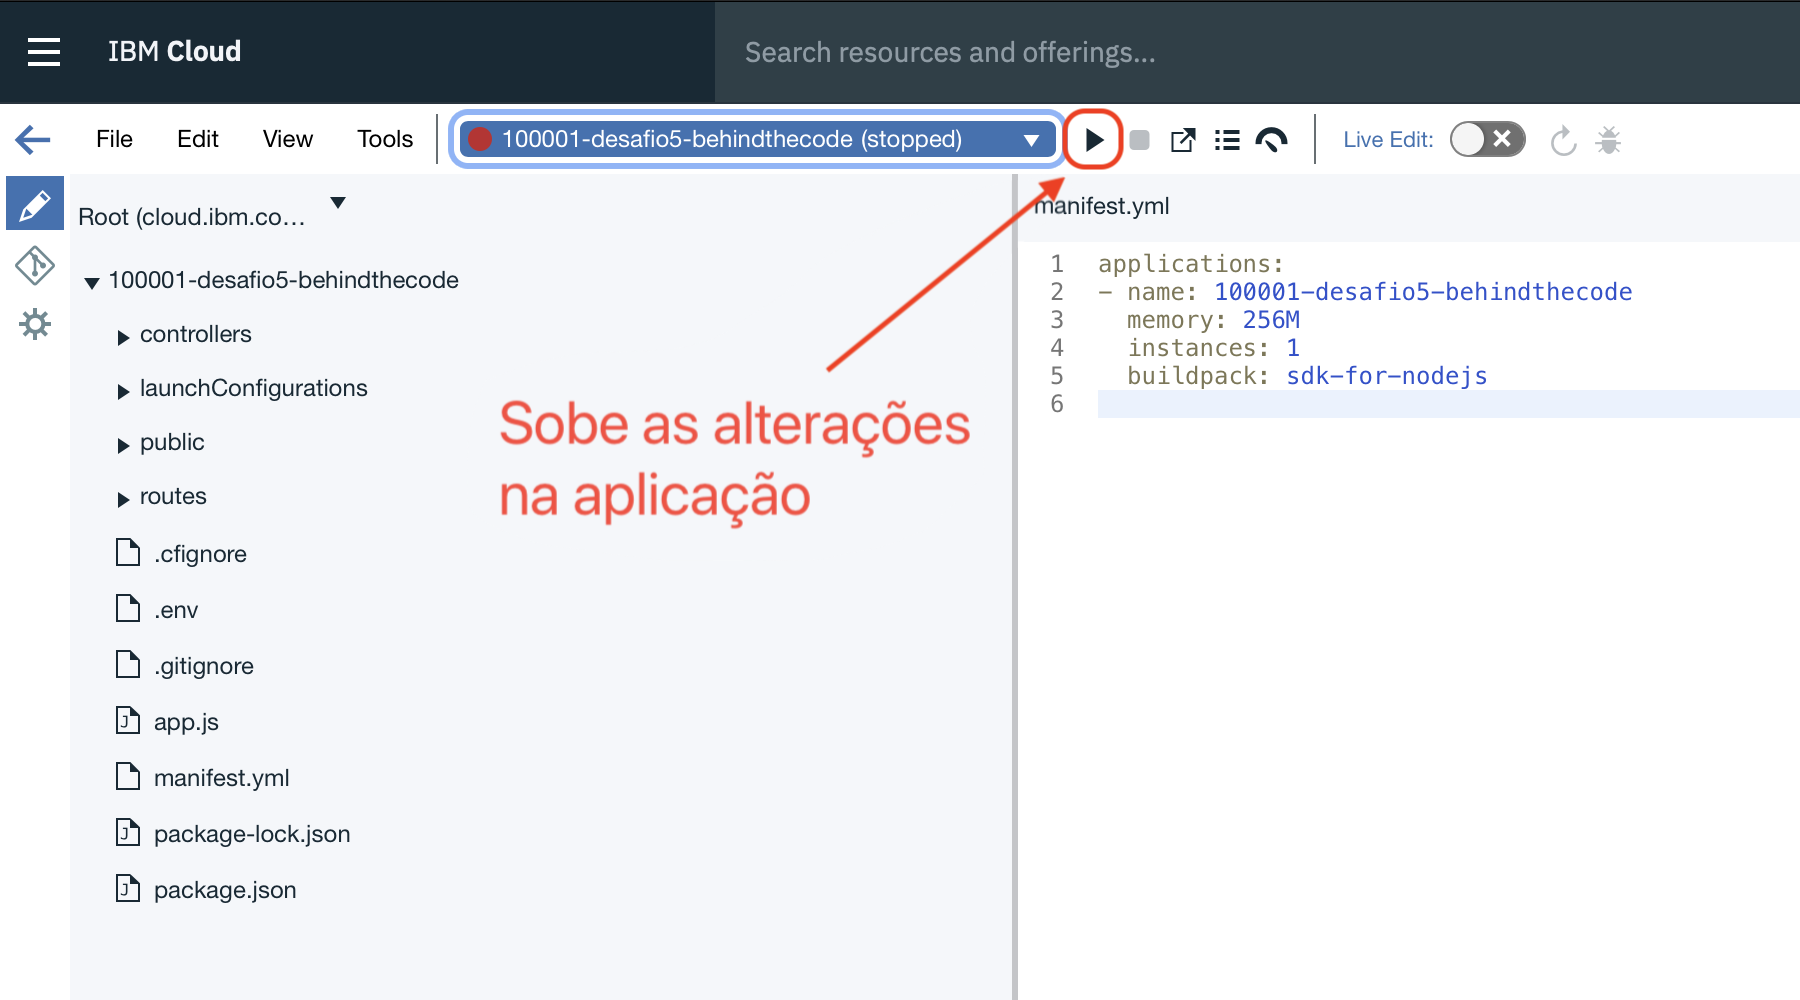 IBM Cloud
Search resources and offerings...
File Edit View Tools
100001-desafio5-behindthecode (stopped)
Live Edit:
Root (cloud.ibm.co...
100001-desafio5-behindthecode
controllers
launchConfigurations
public
routes
.cfignore
.env
.gitignore
app.js
manifest.yml
package-lock.json
package.json
Sobe as alterações
na aplicação
manifest.yml
1 applications:
2 - name: 100001-desafio5-behindthecode
3 memory: 256M
4 instances: 1
5 buildpack: sdk-for-nodejs
6